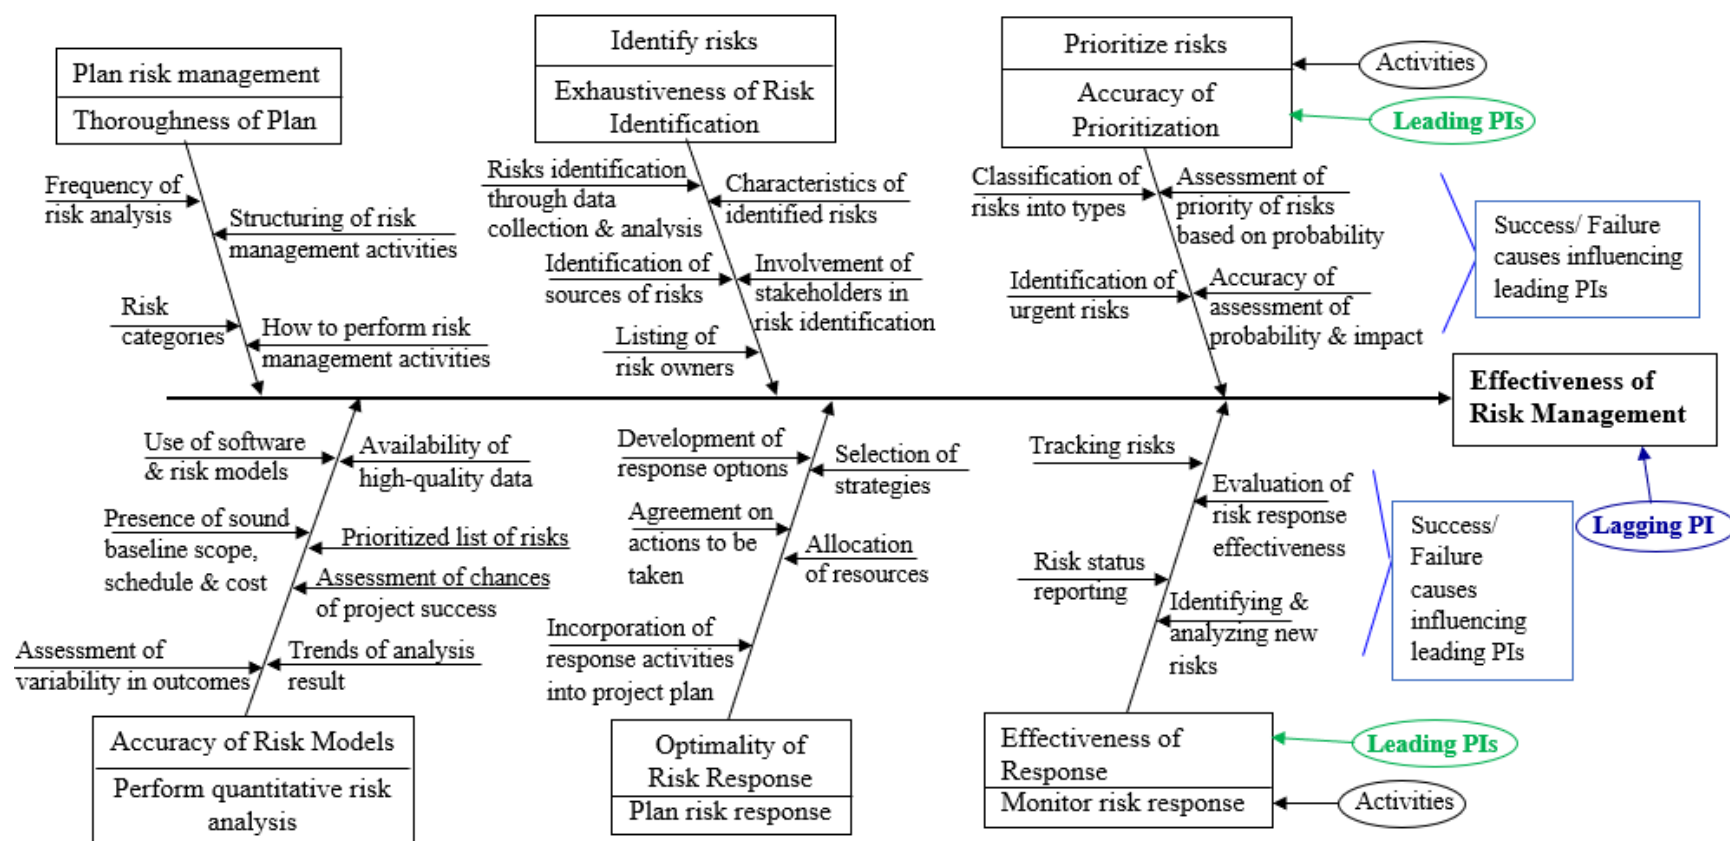 Plan risk management
Thoroughness of Plan
Identify risks
Exhaustiveness of Risk
Identification
Prioritize risks
Accuracy of
Prioritization
Activities
Leading PIs
Frequency of
risk analysis
Structuring of risk
management activities
Risk
categories
How to perform risk
management activities
Risks identification
through data
collection & analysis
Characteristics of
identified risks
Identification of
sources of risks
Involvement of
stakeholders in
risk identification
Listing of
risk owners
Classification of
risks into types
Assessment of
priority of risks
based on probability
Identification of
urgent risks
Accuracy of
assessment of
probability & impact
Success/ Failure
causes influencing
leading PIs
Effectiveness of
Risk Management
Lagging PI
Use of software
& risk models
Availability of
high-quality data
Presence of sound
baseline scope,
schedule & cost
Prioritized list of risks
Assessment of chances
of project success
Assessment of
variability in outcomes
Trends of analysis
result
Accuracy of Risk Models
Perform quantitative risk
analysis
Development of
response options
Selection of
strategies
Agreement on
actions to be
taken
Allocation
of resources
Incorporation of
response activities
into project plan
Optimality of
Risk Response
Plan risk response
Tracking risks
Evaluation of
risk response
effectiveness
Risk status
reporting
Identifying &
analyzing new
risks
Success/
Failure
causes
influencing
leading PIs
Effectiveness of
Response
Monitor risk response
Leading PIs
Activities